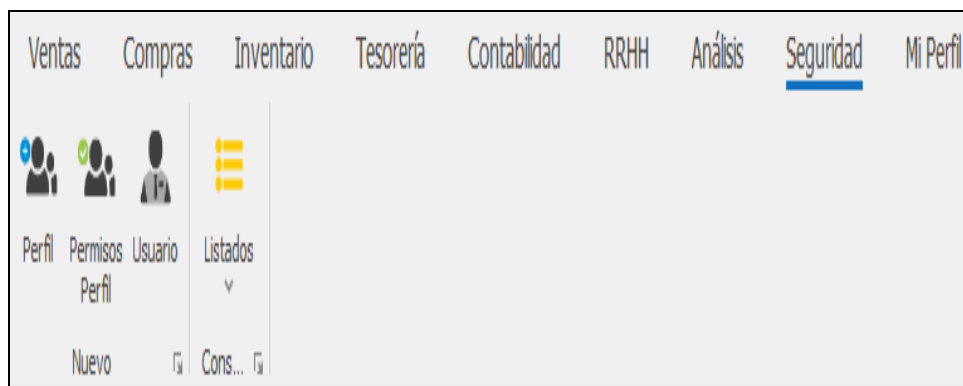 Ventas Compras Inventario Tesorería Contabilidad RRHH Análisis Seguridad Mi Perfil
Perfil Permisos Usuario Listados
Perfil
Nuevo Cons...